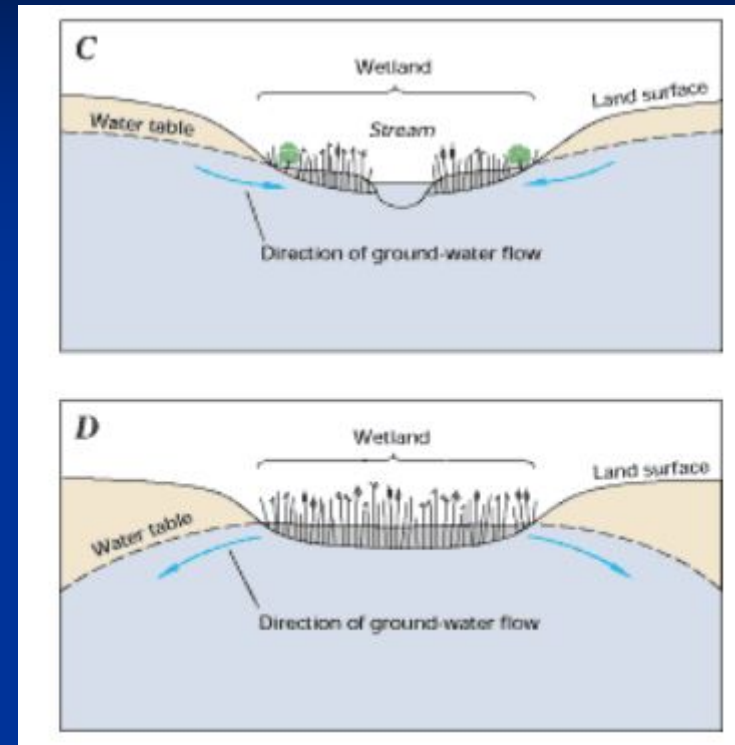 C
Wetland
Land surface
Water table
Stream
Direction of ground-water flow
D
Wetland
Land surface
Water table
Direction of ground-water flow